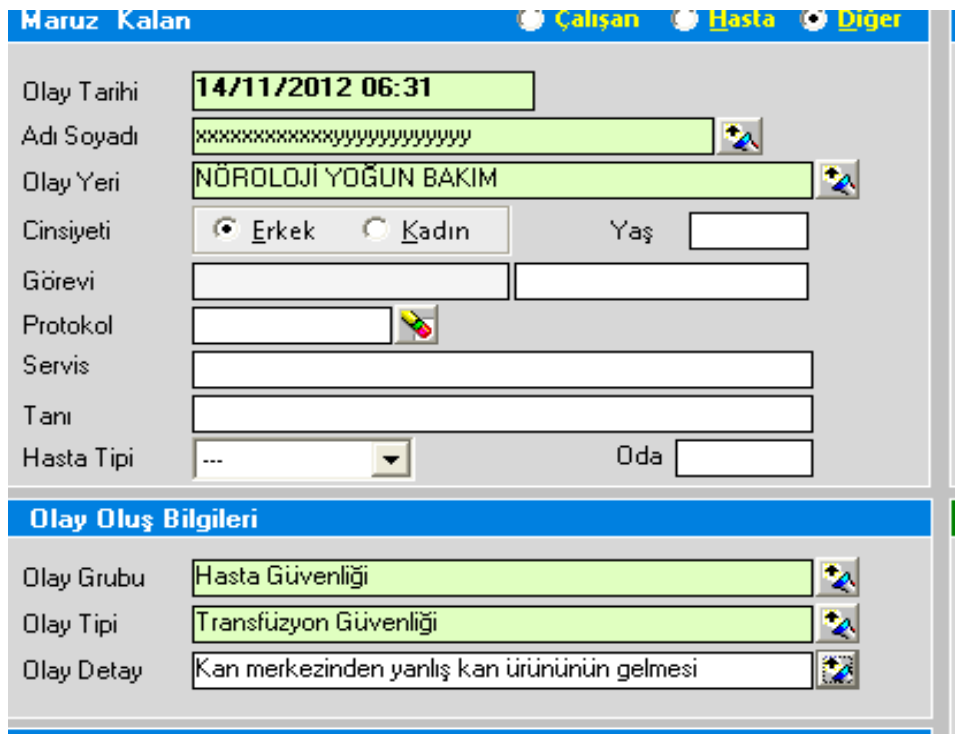 Maruz Kalan Çalışan Hasta Diğer
Olay Tarihi 14/11/2012 06:31
Adı Soyadı xxxxxxxxxxxxyyyyyyyyyyyy
Olay Yeri NÖROLOJİ YOĞUN BAKIM
Cinsiyeti Erkek Kadın Yaş
Görevi
Protokol
Servis
Tanı
Hasta Tipi --- Oda
Olay Oluş Bilgileri
Olay Grubu Hasta Güvenliği
Olay Tipi Transfüzyon Güvenliği
Olay Detay Kan merkezinden yanlış kan ürününün gelmesi